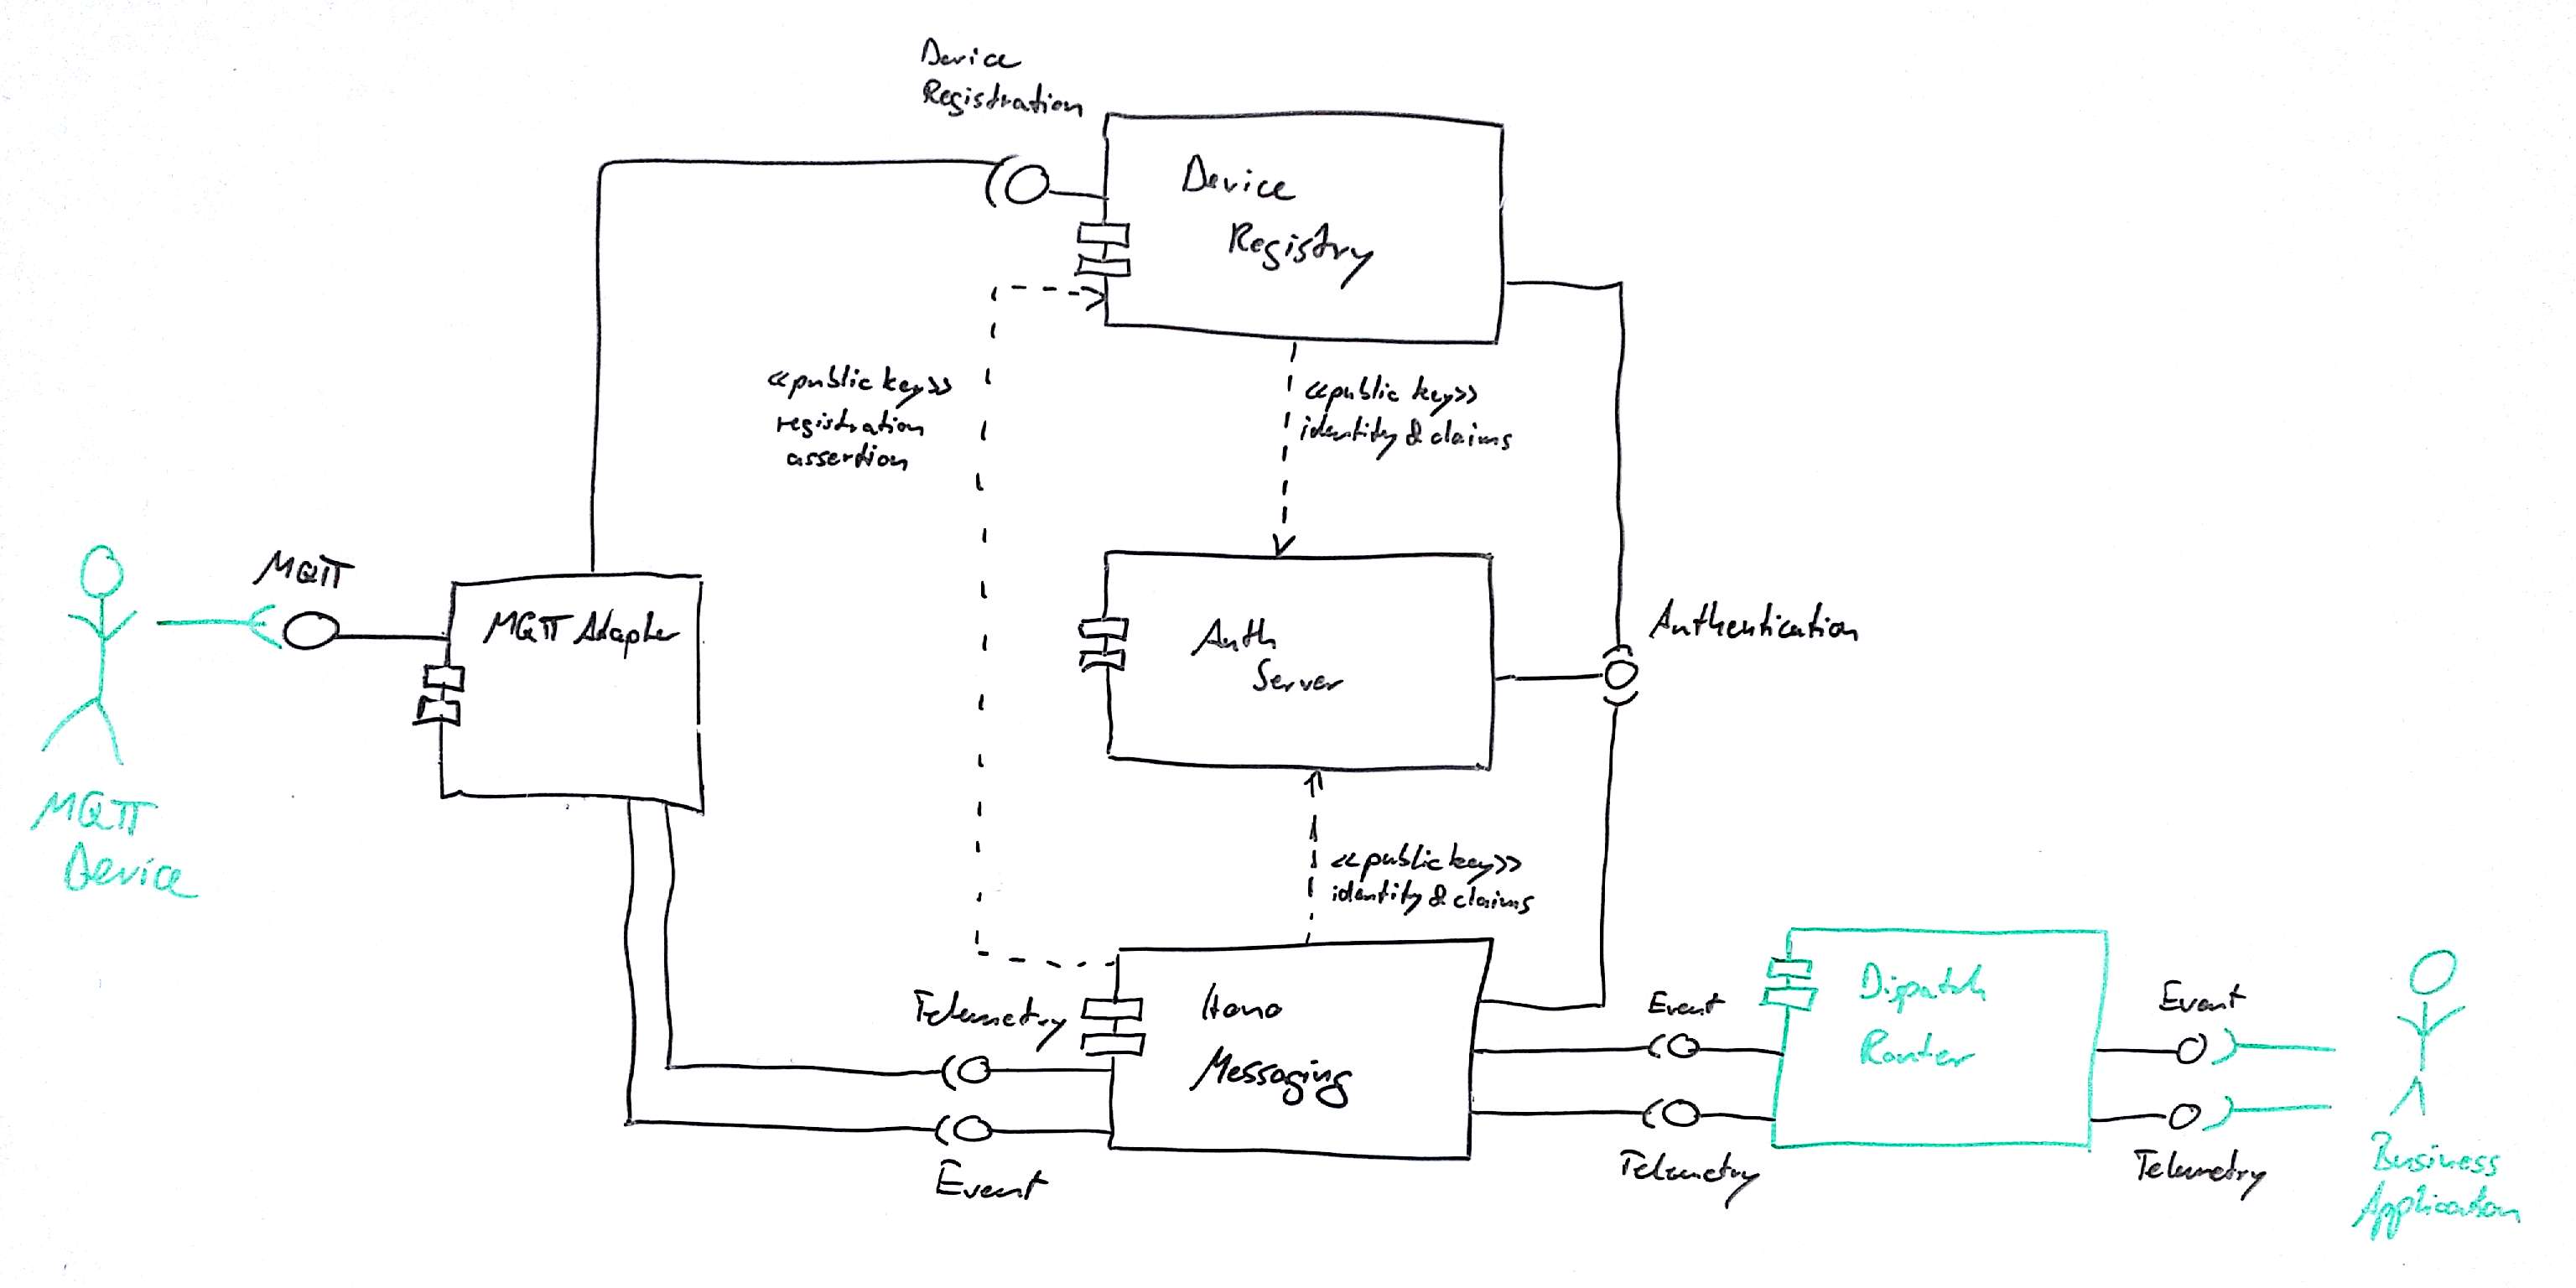 Device
Registration
Device
Registry
«public key»
registration
assertion
«public key»
identity & claims
MQTT
MQTT Adapter
Auth
Server
Authentication
MQTT
Device
«public key»
identity & claims
Telemetry
Hono
Messaging
Event
Event
Telemetry
Dispatch
Router
Event
Telemetry
Business
Application